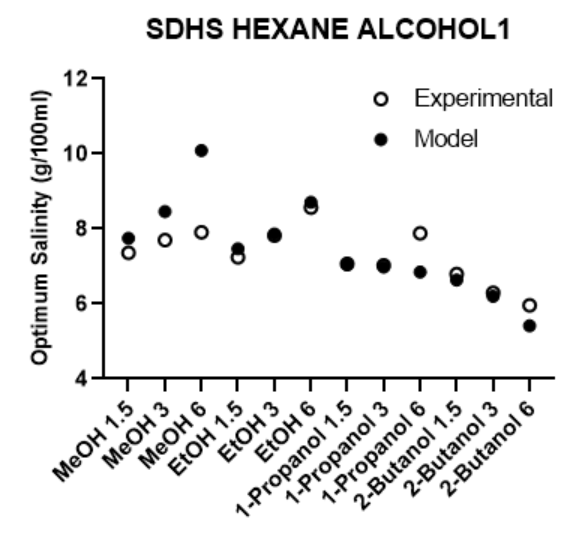 SDHS HEXANE ALCOHOL1
Experimental
Model
Optimum Salinity (g/100ml)
12
10
8
6
4
MeOH 1.5
MeOH 3
MeOH 6
EtOH 1.5
EtOH 3
EtOH 6
1-Propanol 1.5
1-Propanol 3
1-Propanol 6
2-Butanol 1.5
2-Butanol 3
2-Butanol 6